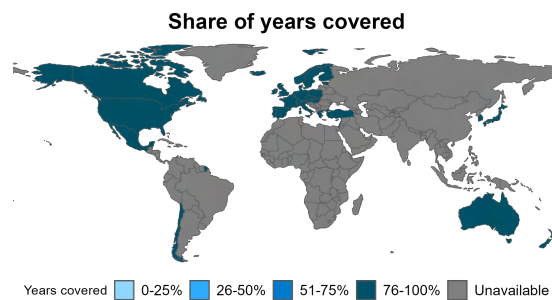 Share of years covered
Years covered 0-25% 26-50% 51-75% 76-100% Unavailable